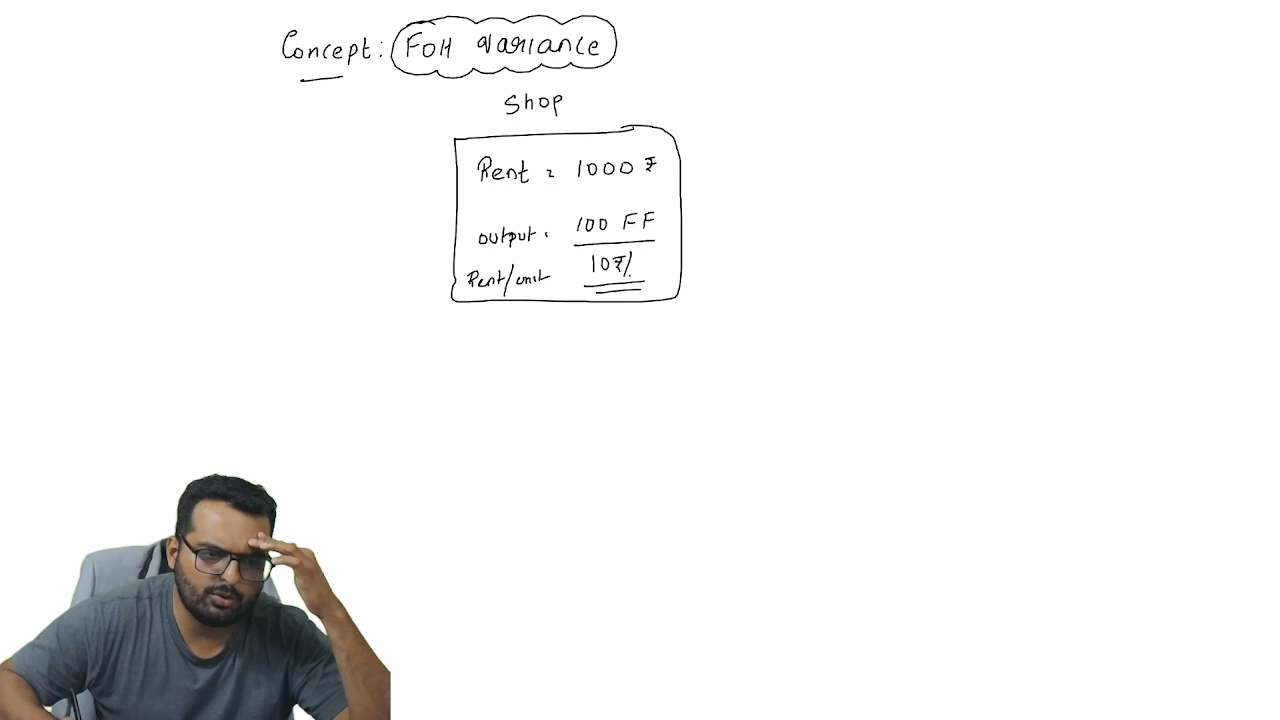 Concept: FOH Variance
Shop
Rent = 1000 ₹
output = 100 FF
Rent/unit 10₹/.